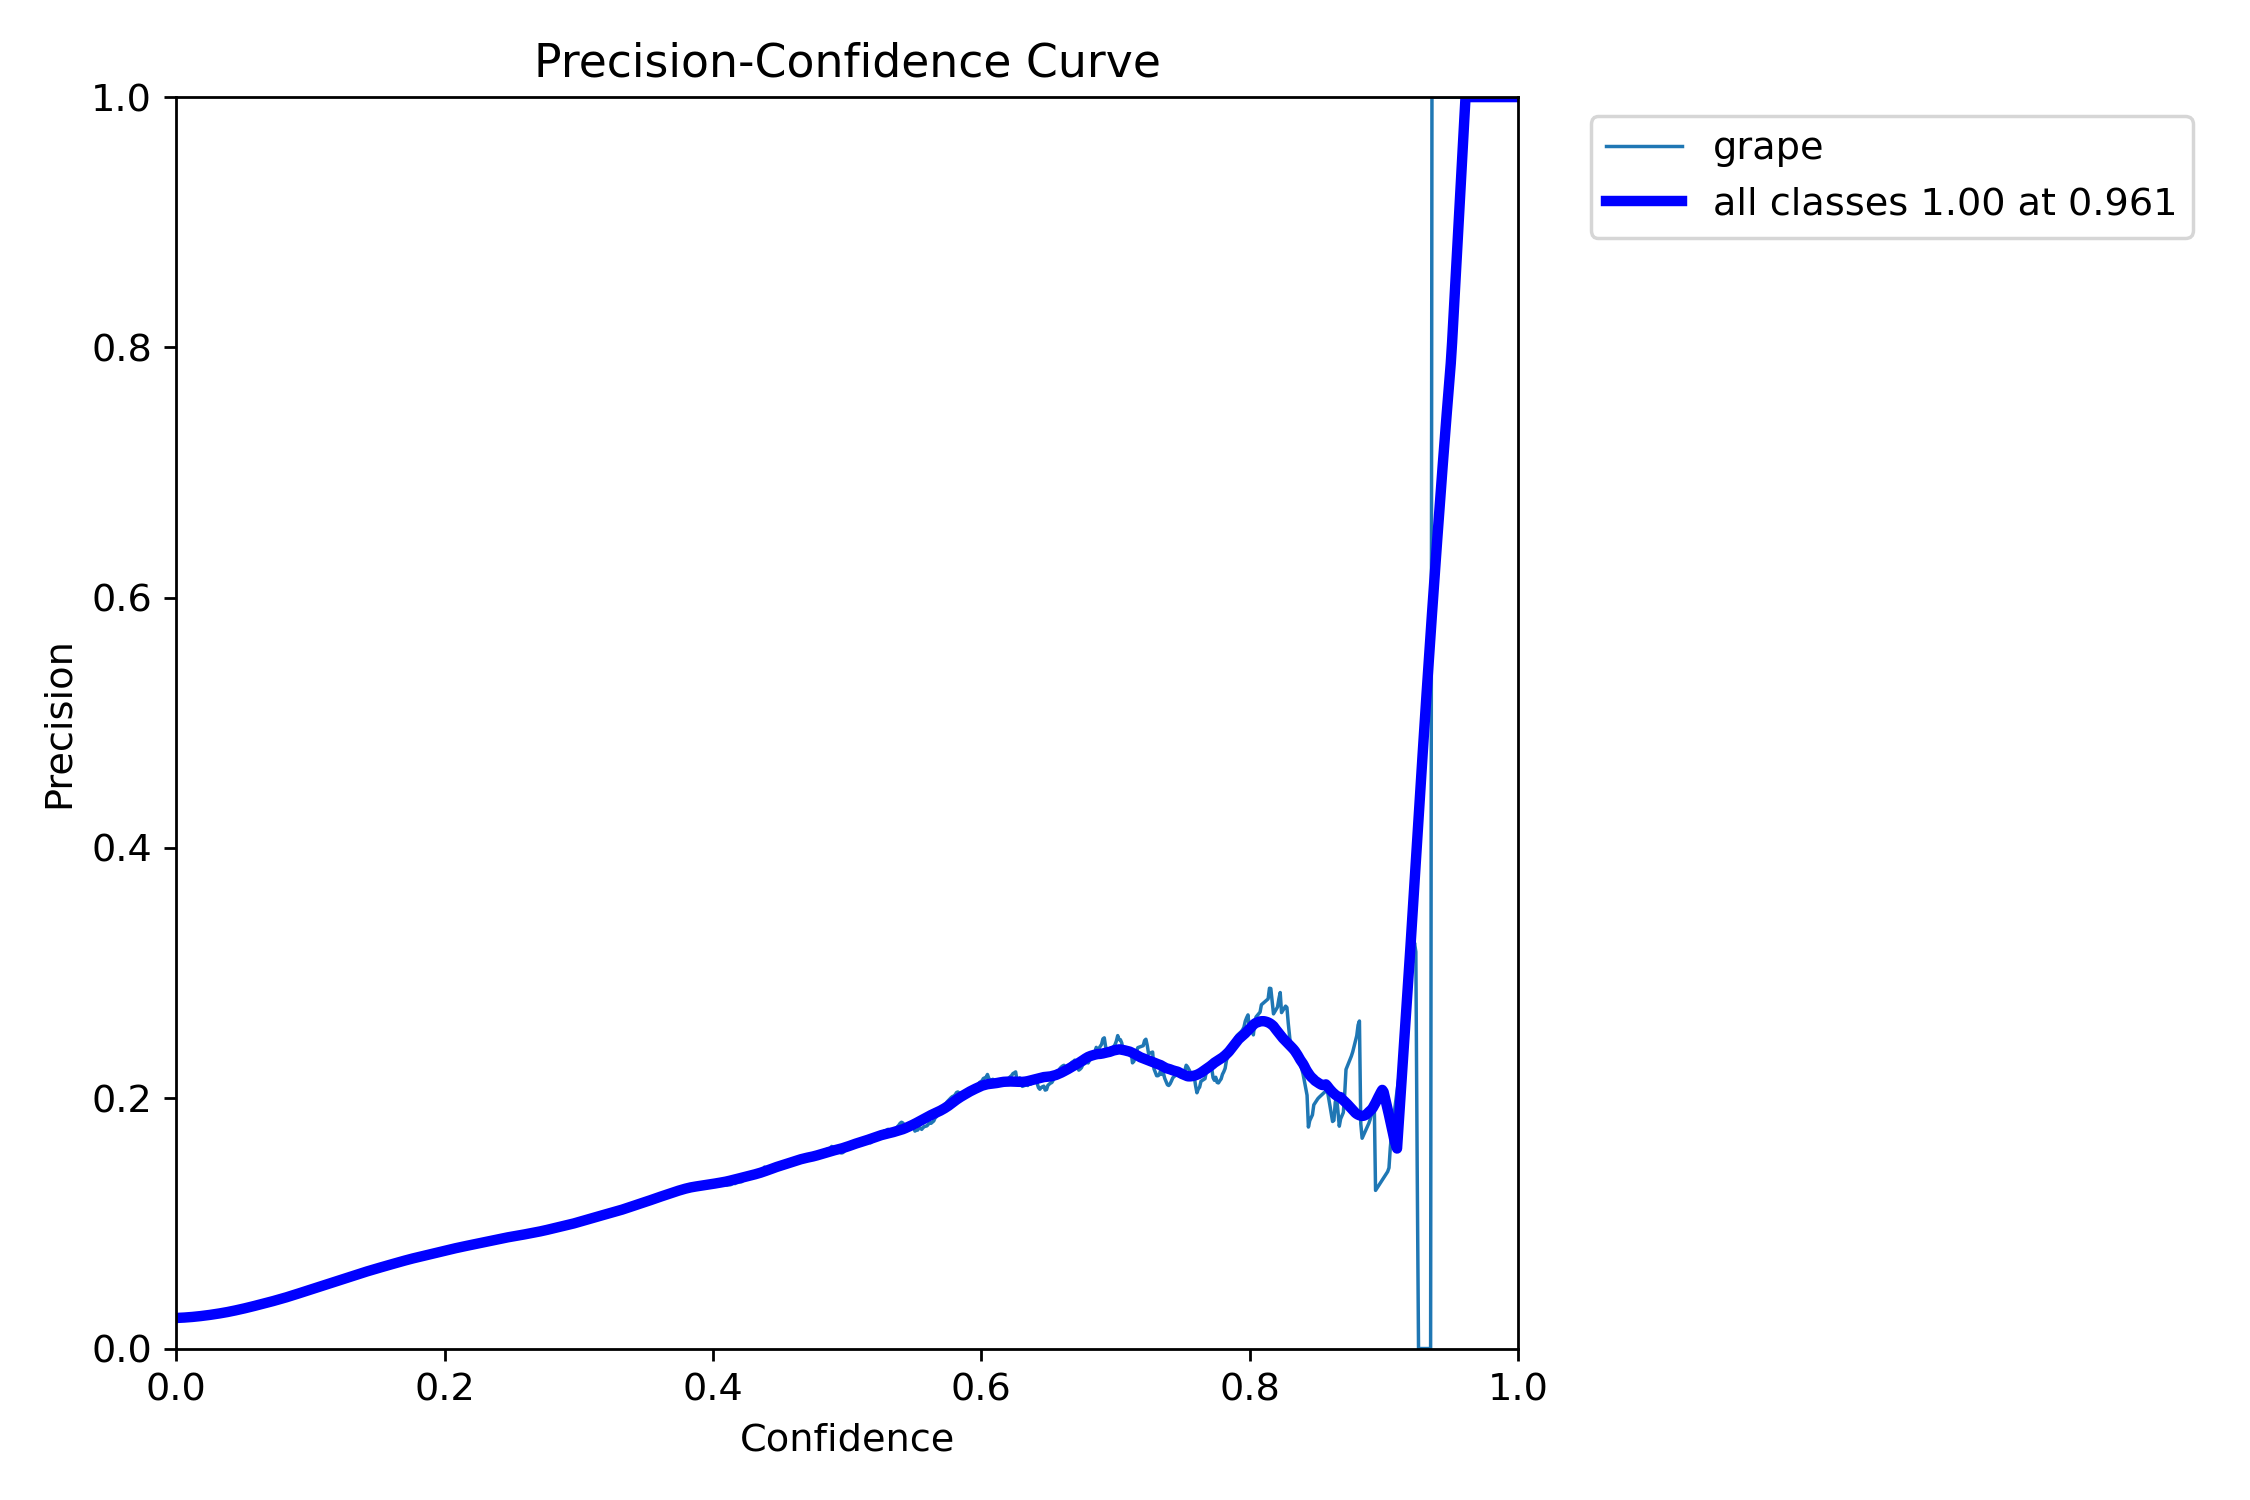 Precision-Confidence Curve
1.0
0.8
0.6
0.4
0.2
0.0
Precision
0.0 0.2 0.4 0.6 0.8 1.0
Confidence
grape
all classes 1.00 at 0.961